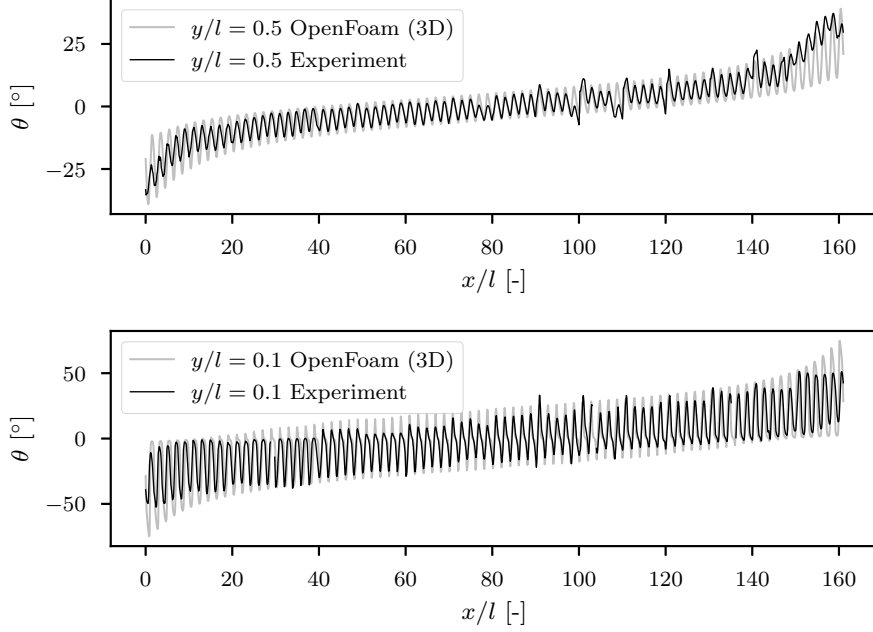 y/l = 0.5 OpenFoam (3D)
y/l = 0.5 Experiment
θ [°]
25
0
−25
0 20 40 60 80 100 120 140 160
x/l [-]
y/l = 0.1 OpenFoam (3D)
y/l = 0.1 Experiment
θ [°]
50
0
−50
0 20 40 60 80 100 120 140 160
x/l [-]